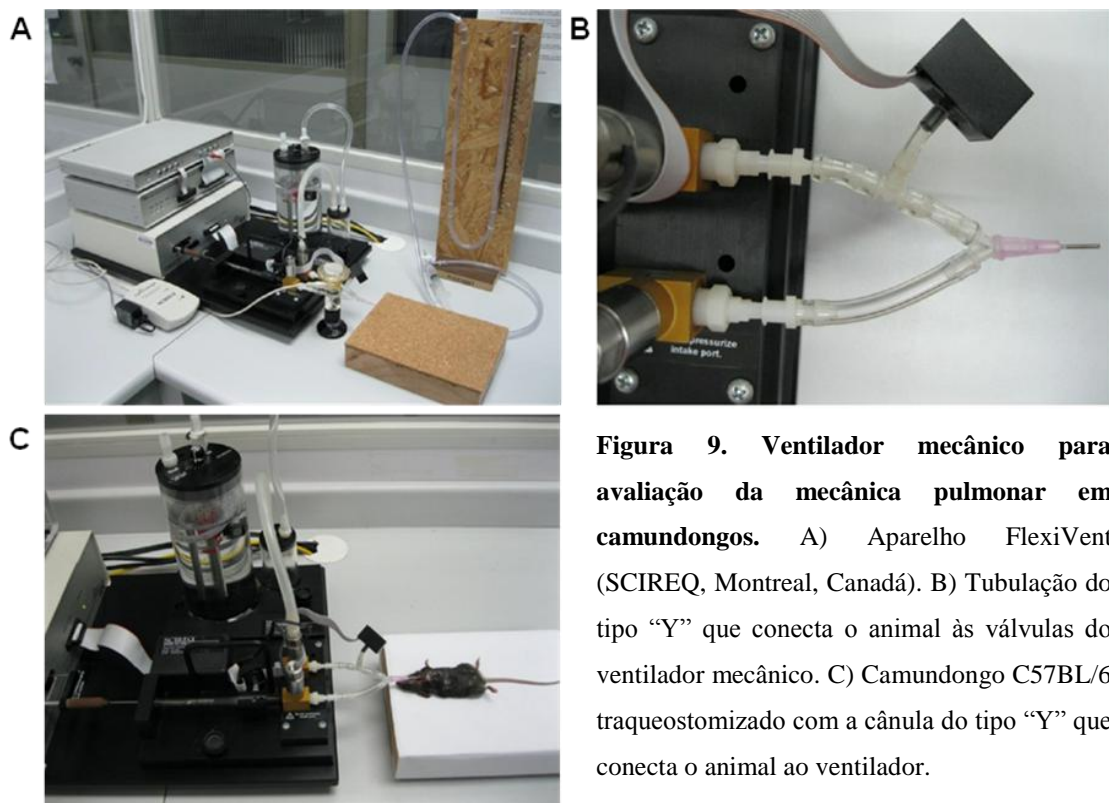 A
B
pressurize
intake port.
C
Figura 9. Ventilador mecânico para
avaliação da mecânica pulmonar em
camundongos. A) Aparelho FlexiVent
(SCIREQ, Montreal, Canadá). B) Tubulação do
tipo “Y” que conecta o animal às válvulas do
ventilador mecânico. C) Camundongo C57BL/6
traqueostomizado com a cânula do tipo “Y” que
conecta o animal ao ventilador.